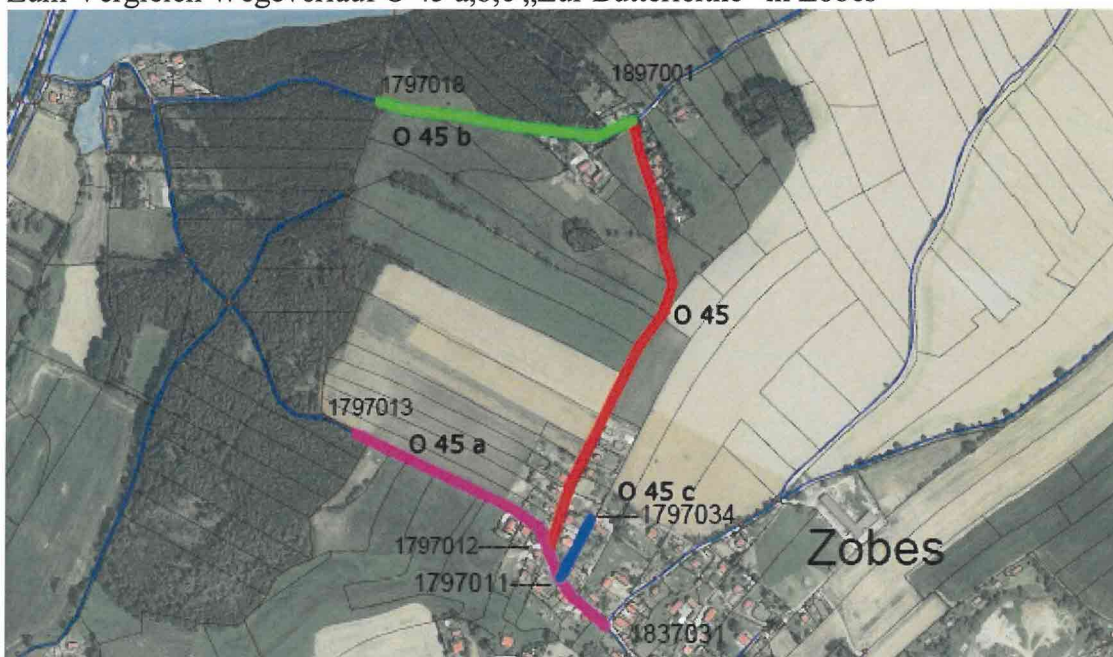 Zum Vergleich Wegeverlauf O 45 a,b,c „Zur Butterleithe“ in Zobes
1797018
1897001
O 45 b
O 45
1797013
O 45 a
O 45 c
1797034
1797012
Zobes
1797011
1837031